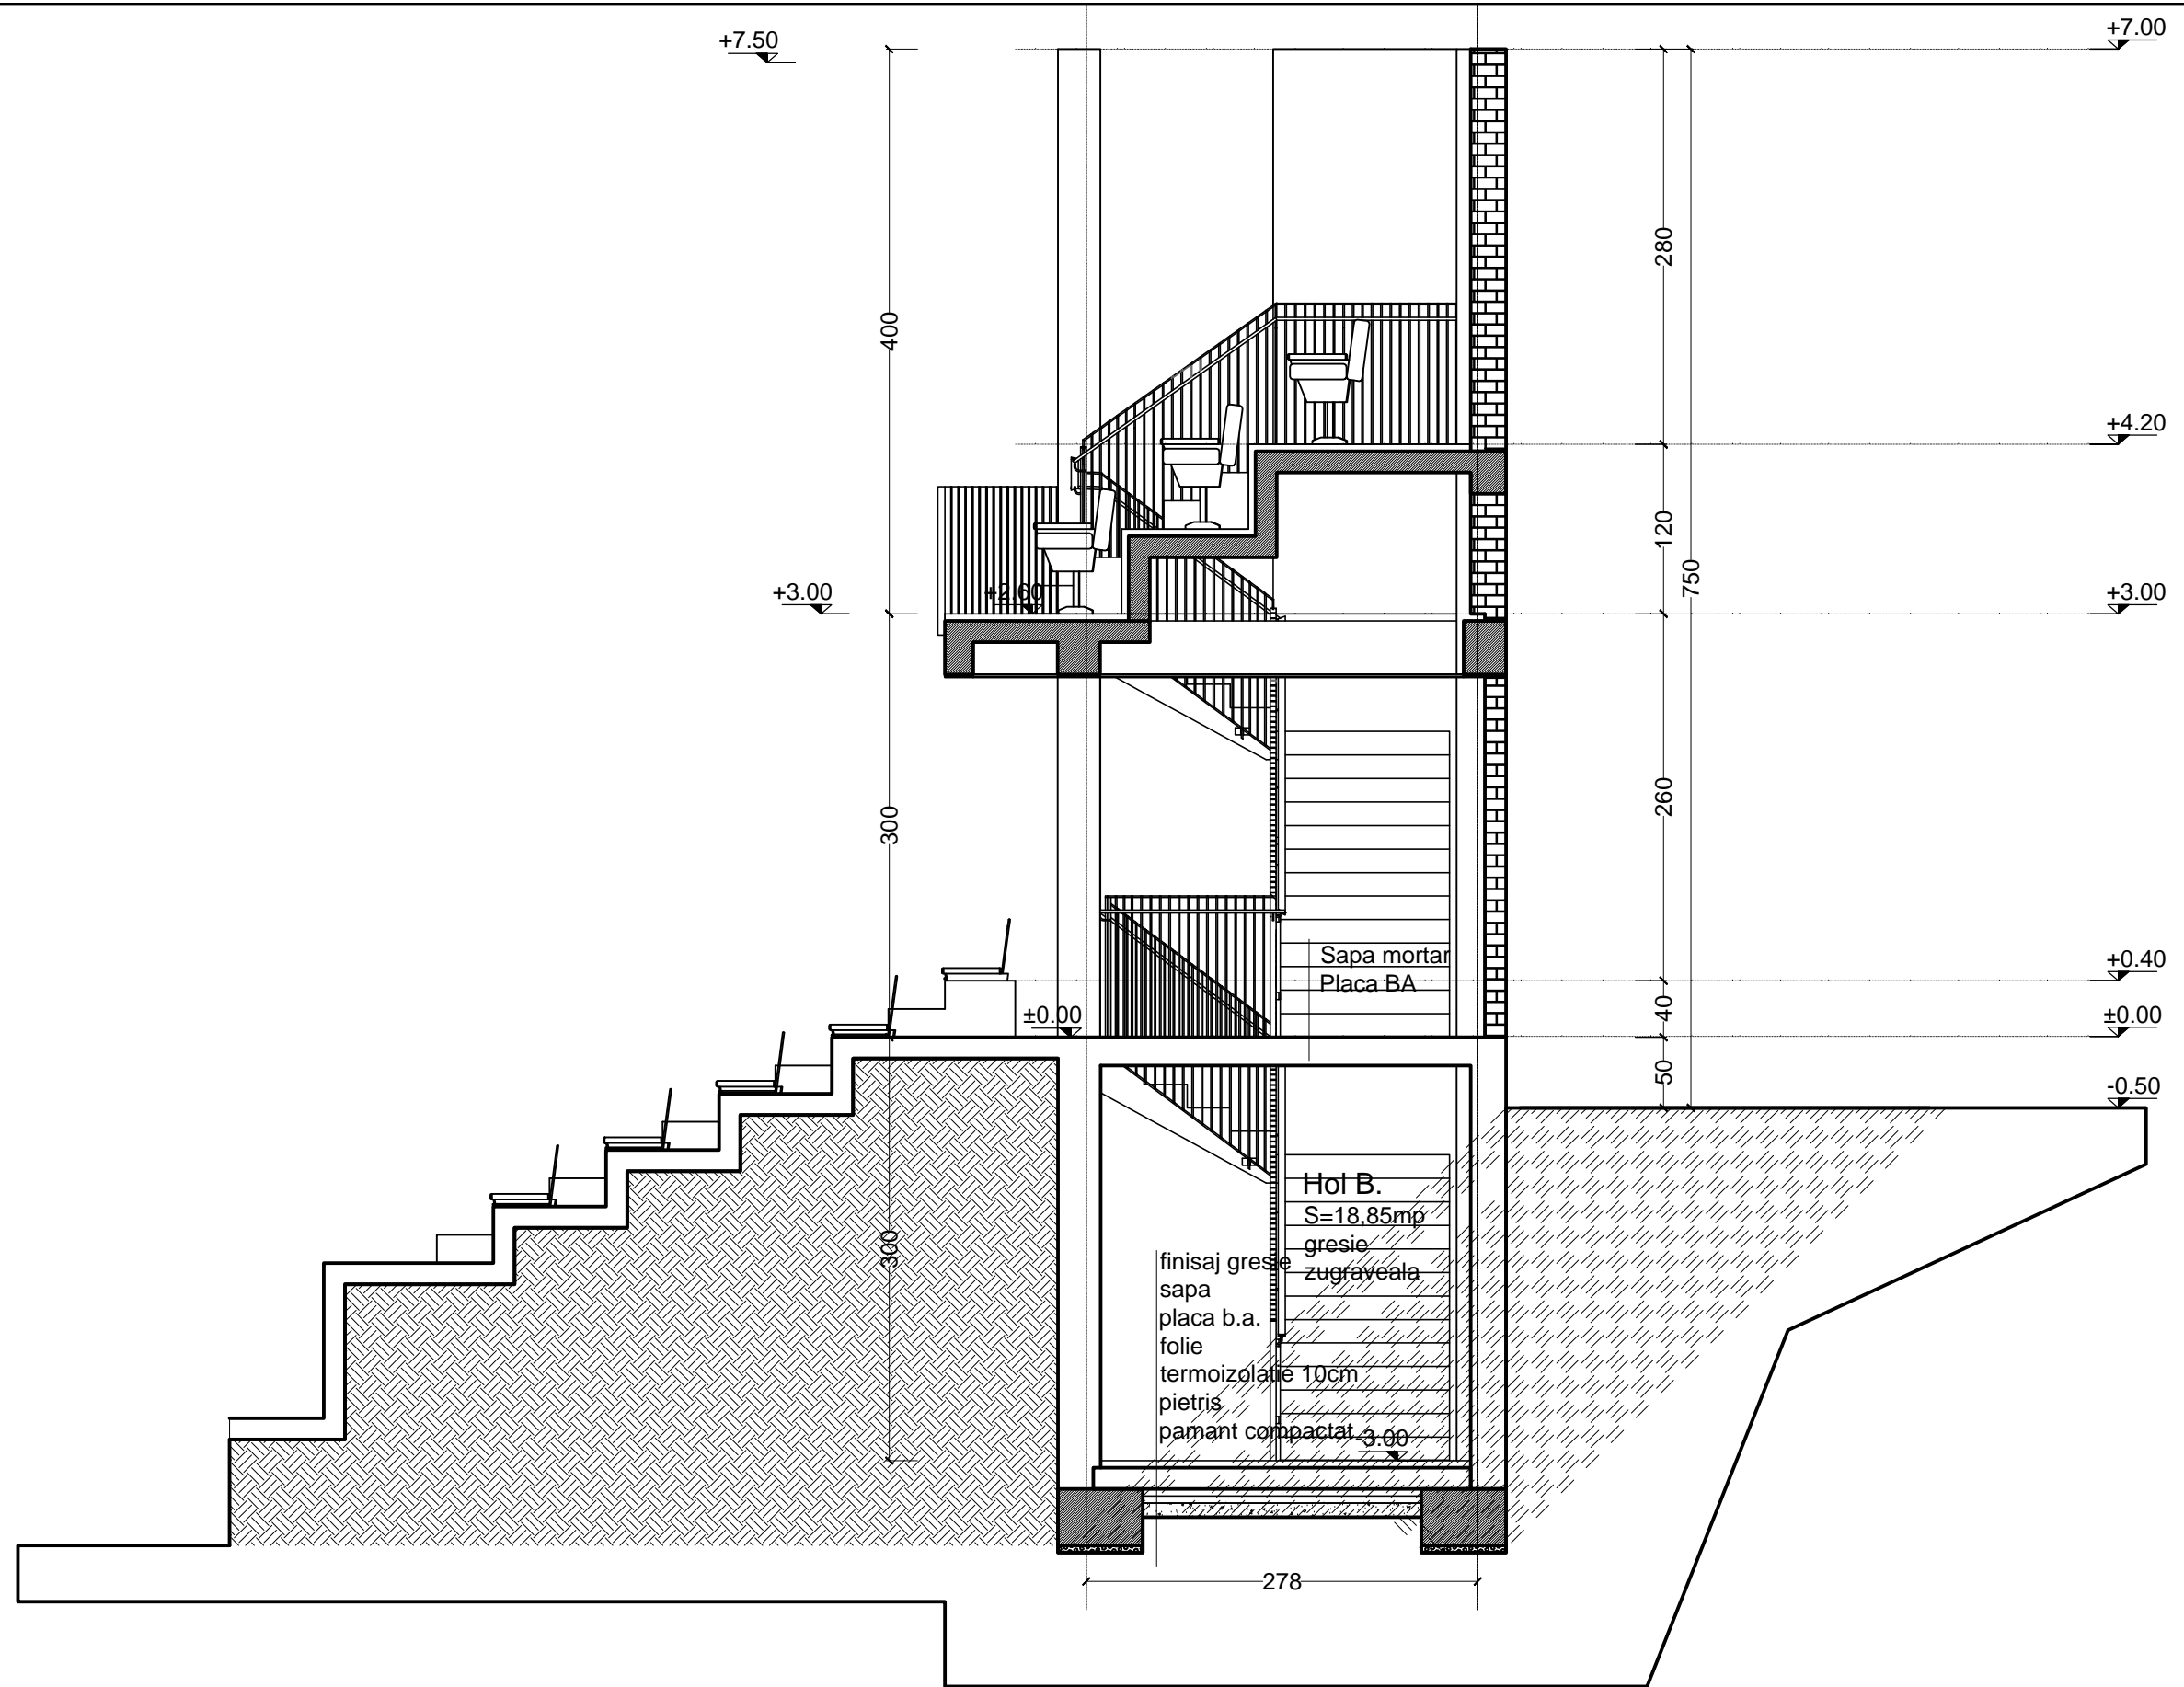 +7.50
+7.00
280
400
+4.20
120
750
+3.00
+2.60
+3.00
260
300
Sapa mortar
Placa BA
+0.40
40
±0.00
±0.00
50
-0.50
Hol B.
S=18,85mp
gresie
zugraveala
300
finisaj gresie
sapa
placa b.a.
folie
termoizolatie 10cm
pietris
pamant compactat
-3.00
278